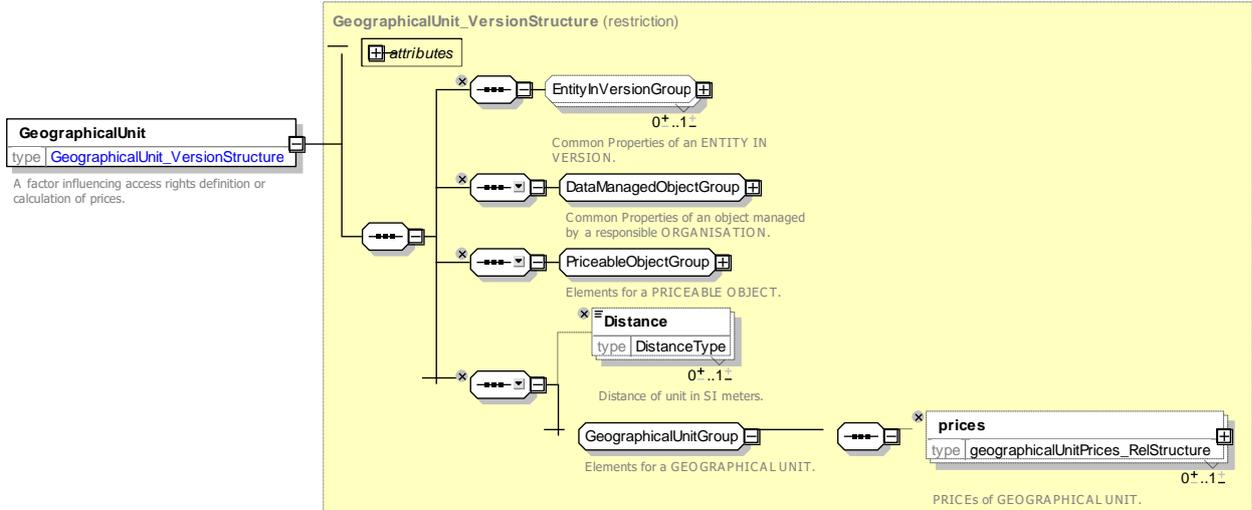 GeographicalUnit_VersionStructure (restriction)
attributes
EntityInVersionGroup
0..1
Common Properties of an ENTITY IN
VERSION.
GeographicalUnit
type GeographicalUnit_VersionStructure
A factor influencing access rights definition or
calculation of prices.
DataManagedObjectGroup
Common Properties of an object managed
by a responsible ORGANISATION.
PriceableObjectGroup
Elements for a PRICEABLE OBJECT.
Distance
type DistanceType
0..1
Distance of unit in SI meters.
GeographicalUnitGroup
Elements for a GEOGRAPHICAL UNIT.
prices
type geographicalUnitPrices_RelStructure
0..1
PRICEs of GEOGRAPHICAL UNIT.